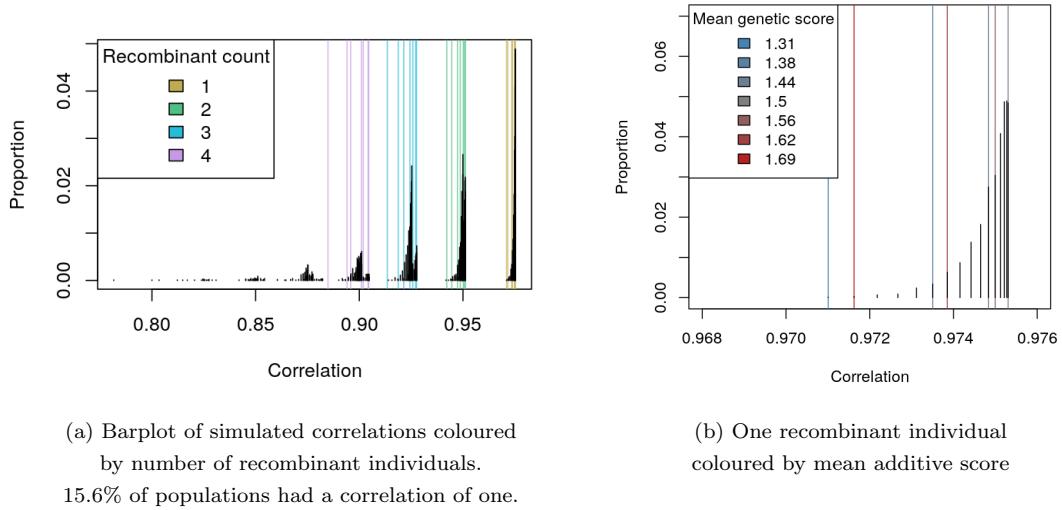 Recombinant count
1
2
3
4
Proportion
0.00
0.02
0.04
0.80
0.85
0.90
0.95
Correlation
(a) Barplot of simulated correlations coloured
by number of recombinant individuals.
15.6% of populations had a correlation of one.
Mean genetic score
1.31
1.38
1.44
1.5
1.56
1.62
1.69
Proportion
0.00
0.02
0.04
0.06
0.968
0.970
0.972
0.974
0.976
Correlation
(b) One recombinant individual
coloured by mean additive score